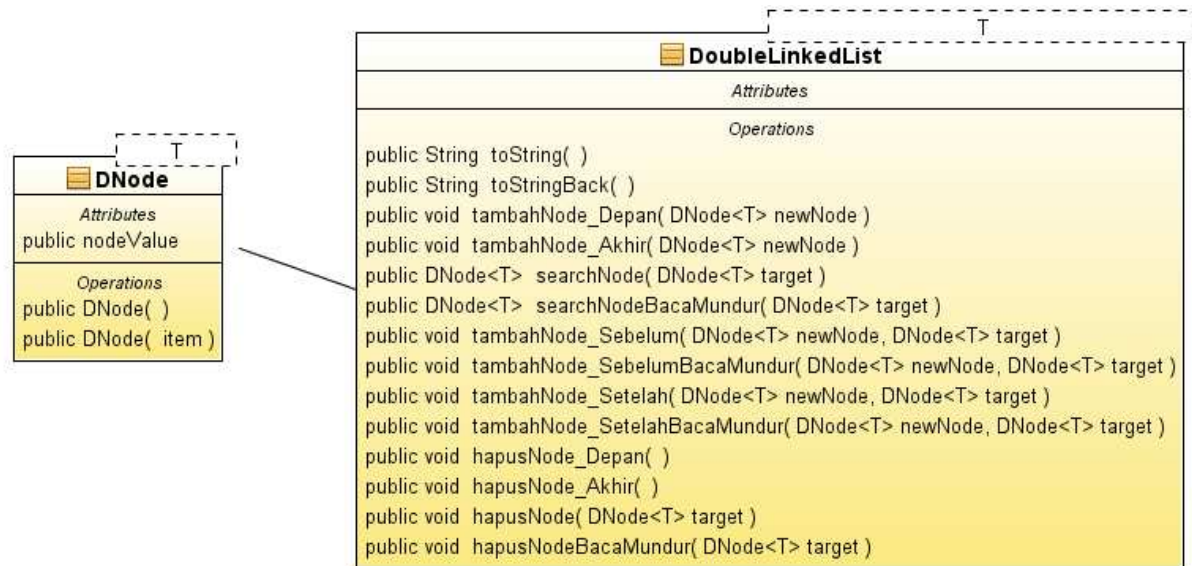 T
DNode
Attributes
public nodeValue
Operations
public DNode( )
public DNode( item )
T
DoubleLinkedList
Attributes
Operations
public String toString( )
public String toStringBack( )
public void tambahNode_Depan( DNode<T> newNode )
public void tambahNode_Akhir( DNode<T> newNode )
public DNode<T> searchNode( DNode<T> target )
public DNode<T> searchNodeBacaMundur( DNode<T> target )
public void tambahNode_Sebelum( DNode<T> newNode, DNode<T> target )
public void tambahNode_SebelumBacaMundur( DNode<T> newNode, DNode<T> target )
public void tambahNode_Setelah( DNode<T> newNode, DNode<T> target )
public void tambahNode_SetelahBacaMundur( DNode<T> newNode, DNode<T> target )
public void hapusNode_Depan( )
public void hapusNode_Akhir( )
public void hapusNode( DNode<T> target )
public void hapusNodeBacaMundur( DNode<T> target )